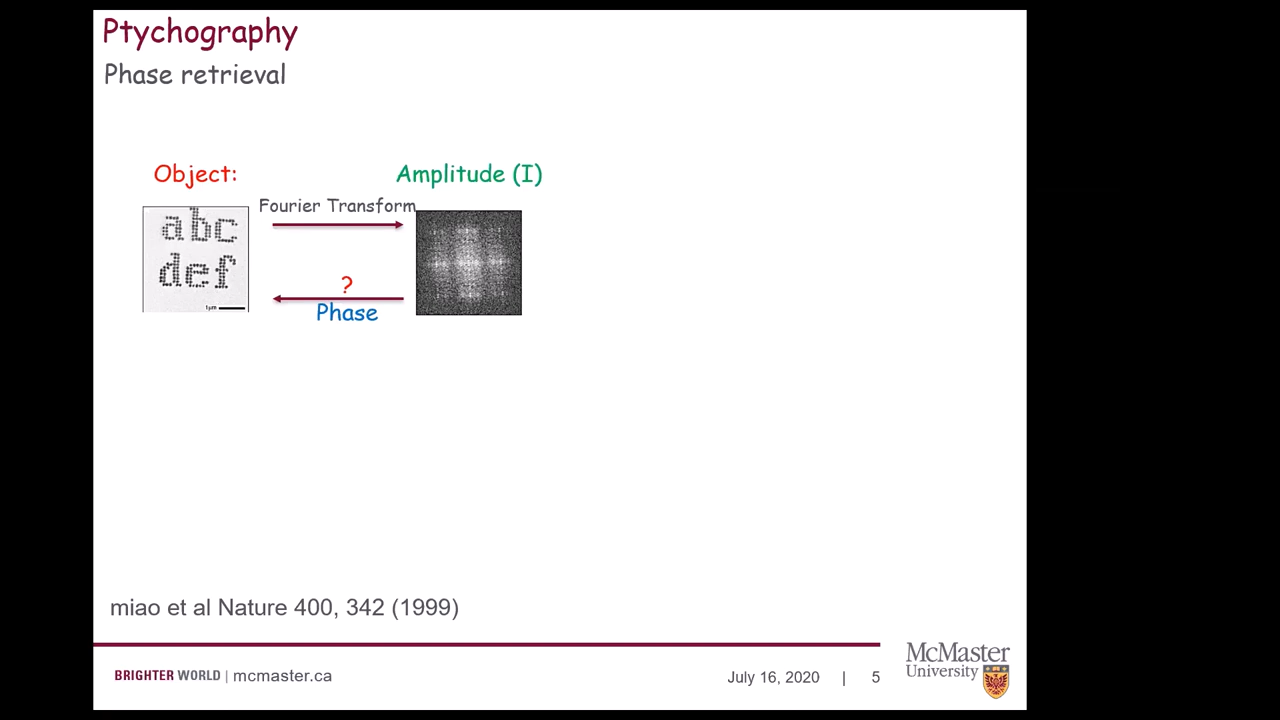 Ptychography
Phase retrieval
Object:
Amplitude (I)
Fourier Transform
abc
def
1μm
?
Phase
miao et al Nature 400, 342 (1999)
BRIGHTER WORLD | mcmaster.ca
July 16, 2020 | 5
McMaster
University